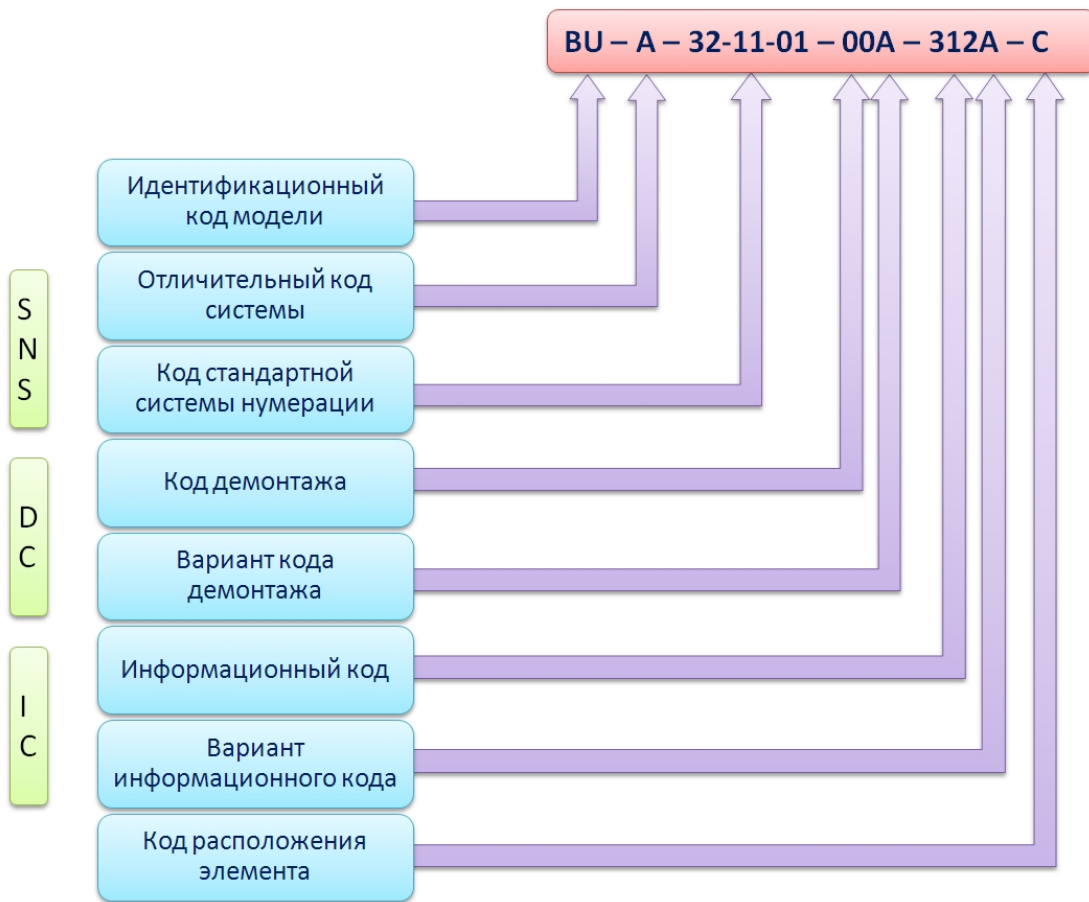 BU – A – 32-11-01 – 00A – 312A – C
Идентификационный
код модели
Отличительный код
системы
Код стандартной
системы нумерации
Код демонтажа
Вариант кода
демонтажа
Информационный код
Вариант
информационного кода
Код расположения
элемента
S
N
S
D
C
I
C